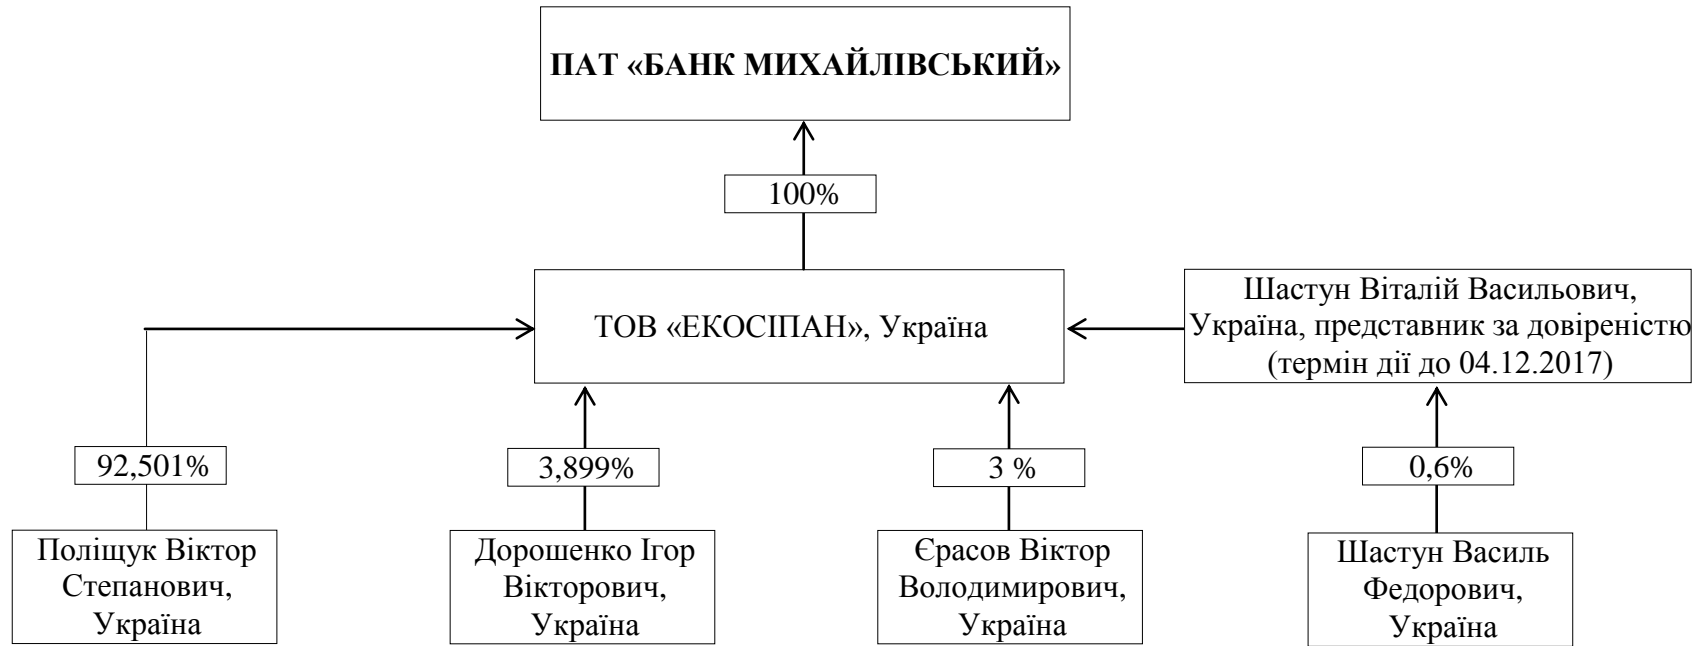 ПАТ «БАНК МИХАЙЛІВСЬКИЙ»
100%
ТОВ «ЕКОСІПАН», Україна
Шастун Віталій Васильович,
Україна, представник за довіреністю
(термін дії до 04.12.2017)
92,501%
3,899%
3 %
0,6%
Поліщук Віктор
Степанович,
Україна
Дорошенко Ігор
Вікторович,
Україна
Єрасов Віктор
Володимирович,
Україна
Шастун Василь
Федорович,
Україна